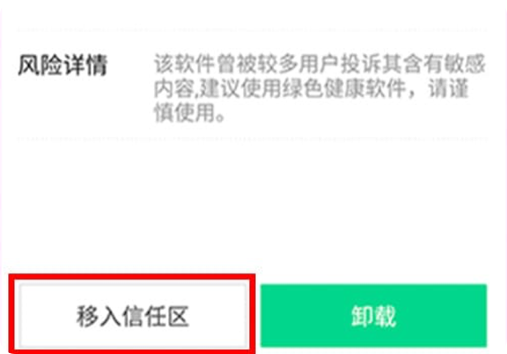 风险详情 该软件曾被较多用户投诉其含有敏感
内容,建议使用绿色健康软件，请谨
慎使用。
移入信任区 卸载